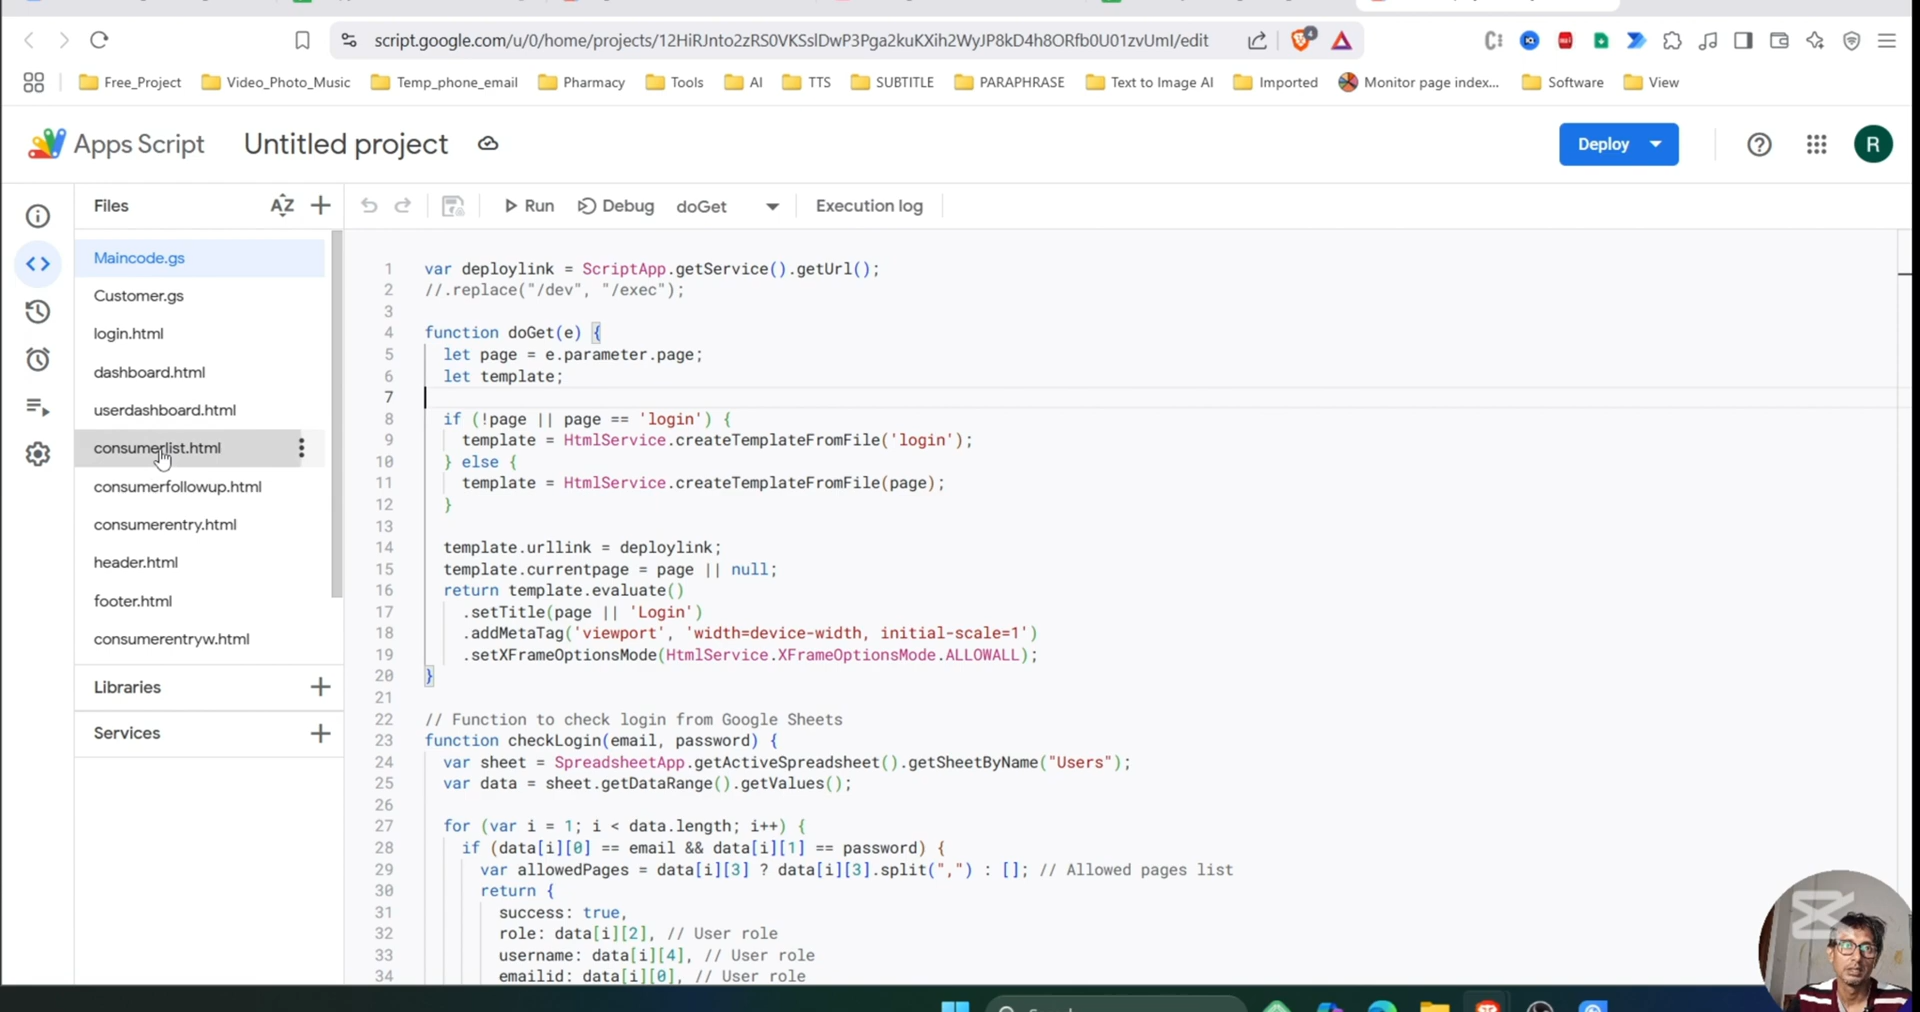 script.google.com/u/0/home/projects/12HiRJnto2zRS0VKSslDwP3Pga2kuKXih2WyJP8kD4h8ORfb0U01zvUmI/edit
4
Free_Project
Video_Photo_Music
Temp_phone_email
Pharmacy
Tools
AI
TTS
SUBTITLE
PARAPHRASE
Text to Image AI
Imported
Monitor page index...
Software
View
Apps Script
Untitled project
Deploy
R
Files
AZ
Run
Debug
doGet
Execution log
Maincode.gs
Customer.gs
login.html
dashboard.html
userdashboard.html
consumerlist.html
consumerfollowup.html
consumerentry.html
header.html
footer.html
consumerentryw.html
Libraries
Services
1 var deploylink = ScriptApp.getService().getUrl();
2 //.replace("/dev", "/exec");
3
4 function doGet(e) {
5 let page = e.parameter.page;
6 let template;
7
8 if (!page || page == 'login') {
9 template = HtmlService.createTemplateFromFile('login');
10 } else {
11 template = HtmlService.createTemplateFromFile(page);
12 }
13
14 template.urllink = deploylink;
15 template.currentpage = page || null;
16 return template.evaluate()
17 .setTitle(page || 'Login')
18 .addMetaTag('viewport', 'width=device-width, initial-scale=1')
19 .setXFrameOptionsMode(HtmlService.XFrameOptionsMode.ALLOWALL);
20 }
21
22 // Function to check login from Google Sheets
23 function checkLogin(email, password) {
24 var sheet = SpreadsheetApp.getActiveSpreadsheet().getSheetByName("Users");
25 var data = sheet.getDataRange().getValues();
26
27 for (var i = 1; i < data.length; i++) {
28 if (data[i][0] == email && data[i][1] == password) {
29 var allowedPages = data[i][3] ? data[i][3].split(",") : []; // Allowed pages list
30 return {
31 success: true,
32 role: data[i][2], // User role
33 username: data[i][4], // User role
34 emailid: data[i][0], // User role